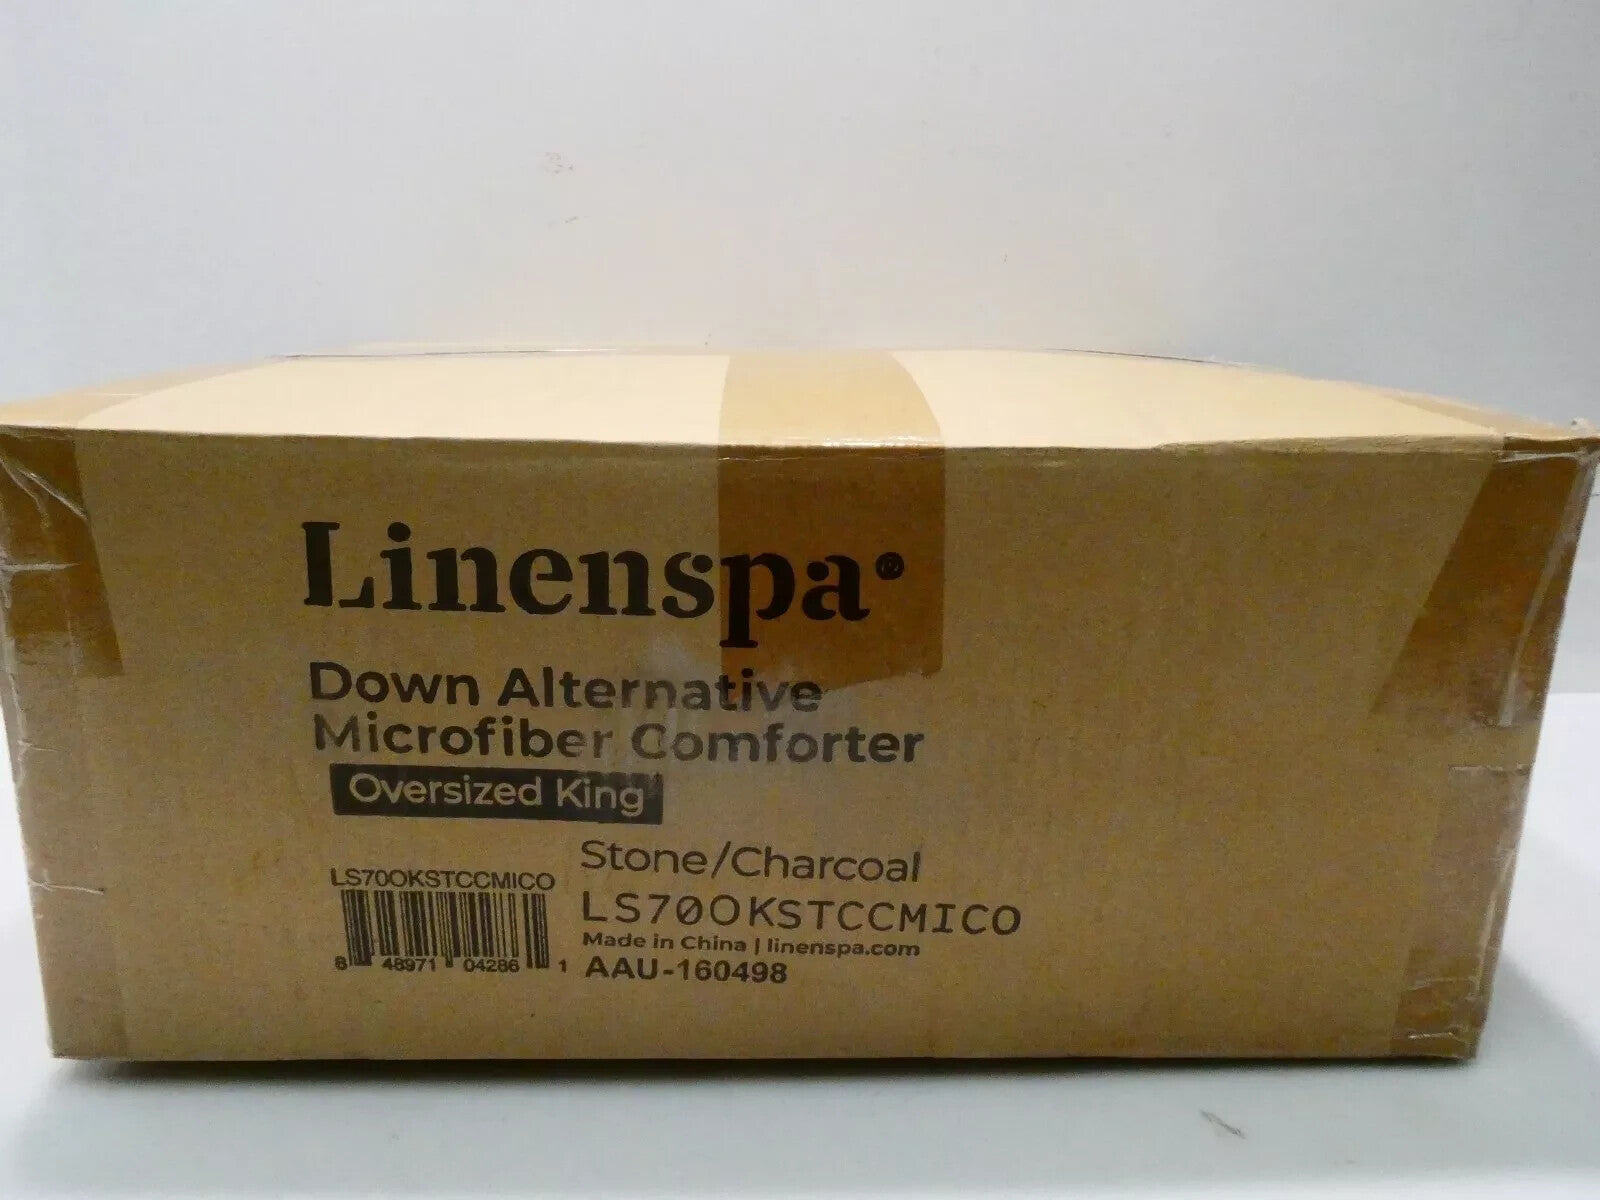 Linenspa®
Down Alternative
Microfiber Comforter
Oversized King
Stone/Charcoal
LS70OKSTCCMICO
LS70OKSTCCMICO
Made in China | linenspa.com
8 48971 04286 1
AAU-160498